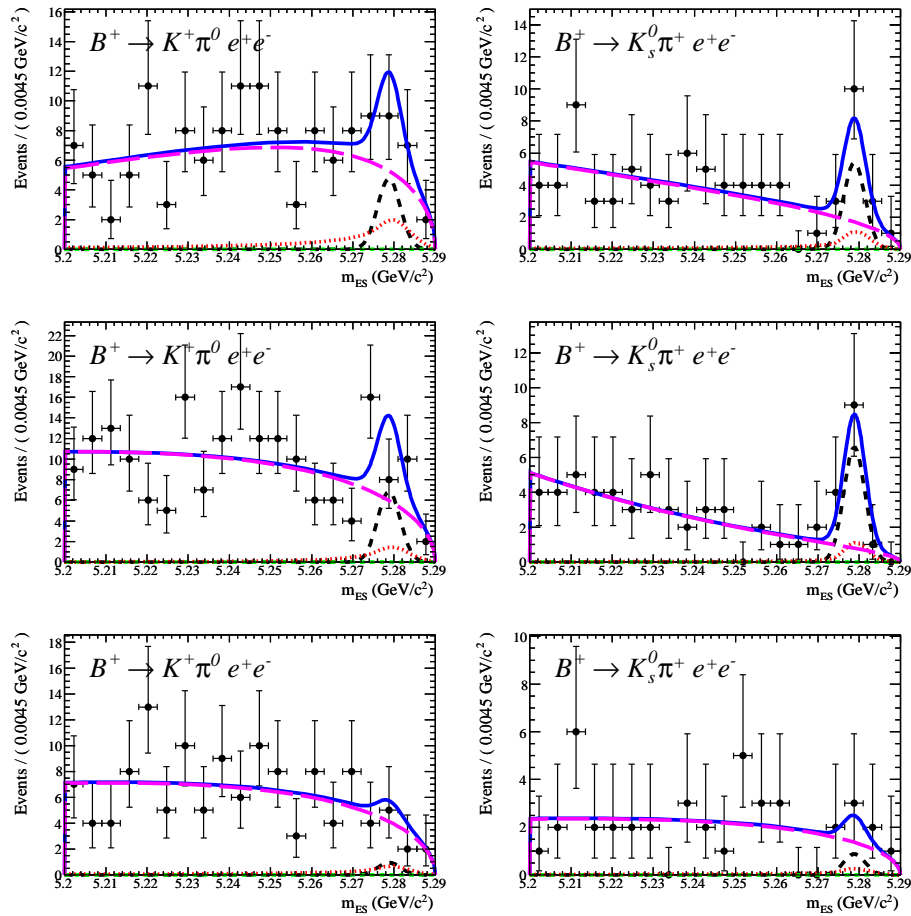 Events / ( 0.0045 GeV/c² )
16
14
12
10
8
6
4
2
0
B⁺ → K⁺π⁰ e⁺e⁻
5.2 5.21 5.22 5.23 5.24 5.25 5.26 5.27 5.28 5.29
m_ES (GeV/c²)
Events / ( 0.0045 GeV/c² )
14
12
10
8
6
4
2
0
B⁺ → K_s⁰π⁺ e⁺e⁻
5.2 5.21 5.22 5.23 5.24 5.25 5.26 5.27 5.28 5.29
m_ES (GeV/c²)
Events / ( 0.0045 GeV/c² )
22
20
18
16
14
12
10
8
6
4
2
0
B⁺ → K⁺π⁰ e⁺e⁻
5.2 5.21 5.22 5.23 5.24 5.25 5.26 5.27 5.28 5.29
m_ES (GeV/c²)
Events / ( 0.0045 GeV/c² )
12
10
8
6
4
2
0
B⁺ → K_s⁰π⁺ e⁺e⁻
5.2 5.21 5.22 5.23 5.24 5.25 5.26 5.27 5.28 5.29
m_ES (GeV/c²)
Events / ( 0.0045 GeV/c² )
18
16
14
12
10
8
6
4
2
0
B⁺ → K⁺π⁰ e⁺e⁻
5.2 5.21 5.22 5.23 5.24 5.25 5.26 5.27 5.28 5.29
m_ES (GeV/c²)
Events / ( 0.0045 GeV/c² )
10
8
6
4
2
0
B⁺ → K_s⁰π⁺ e⁺e⁻
5.2 5.21 5.22 5.23 5.24 5.25 5.26 5.27 5.28 5.29
m_ES (GeV/c²)